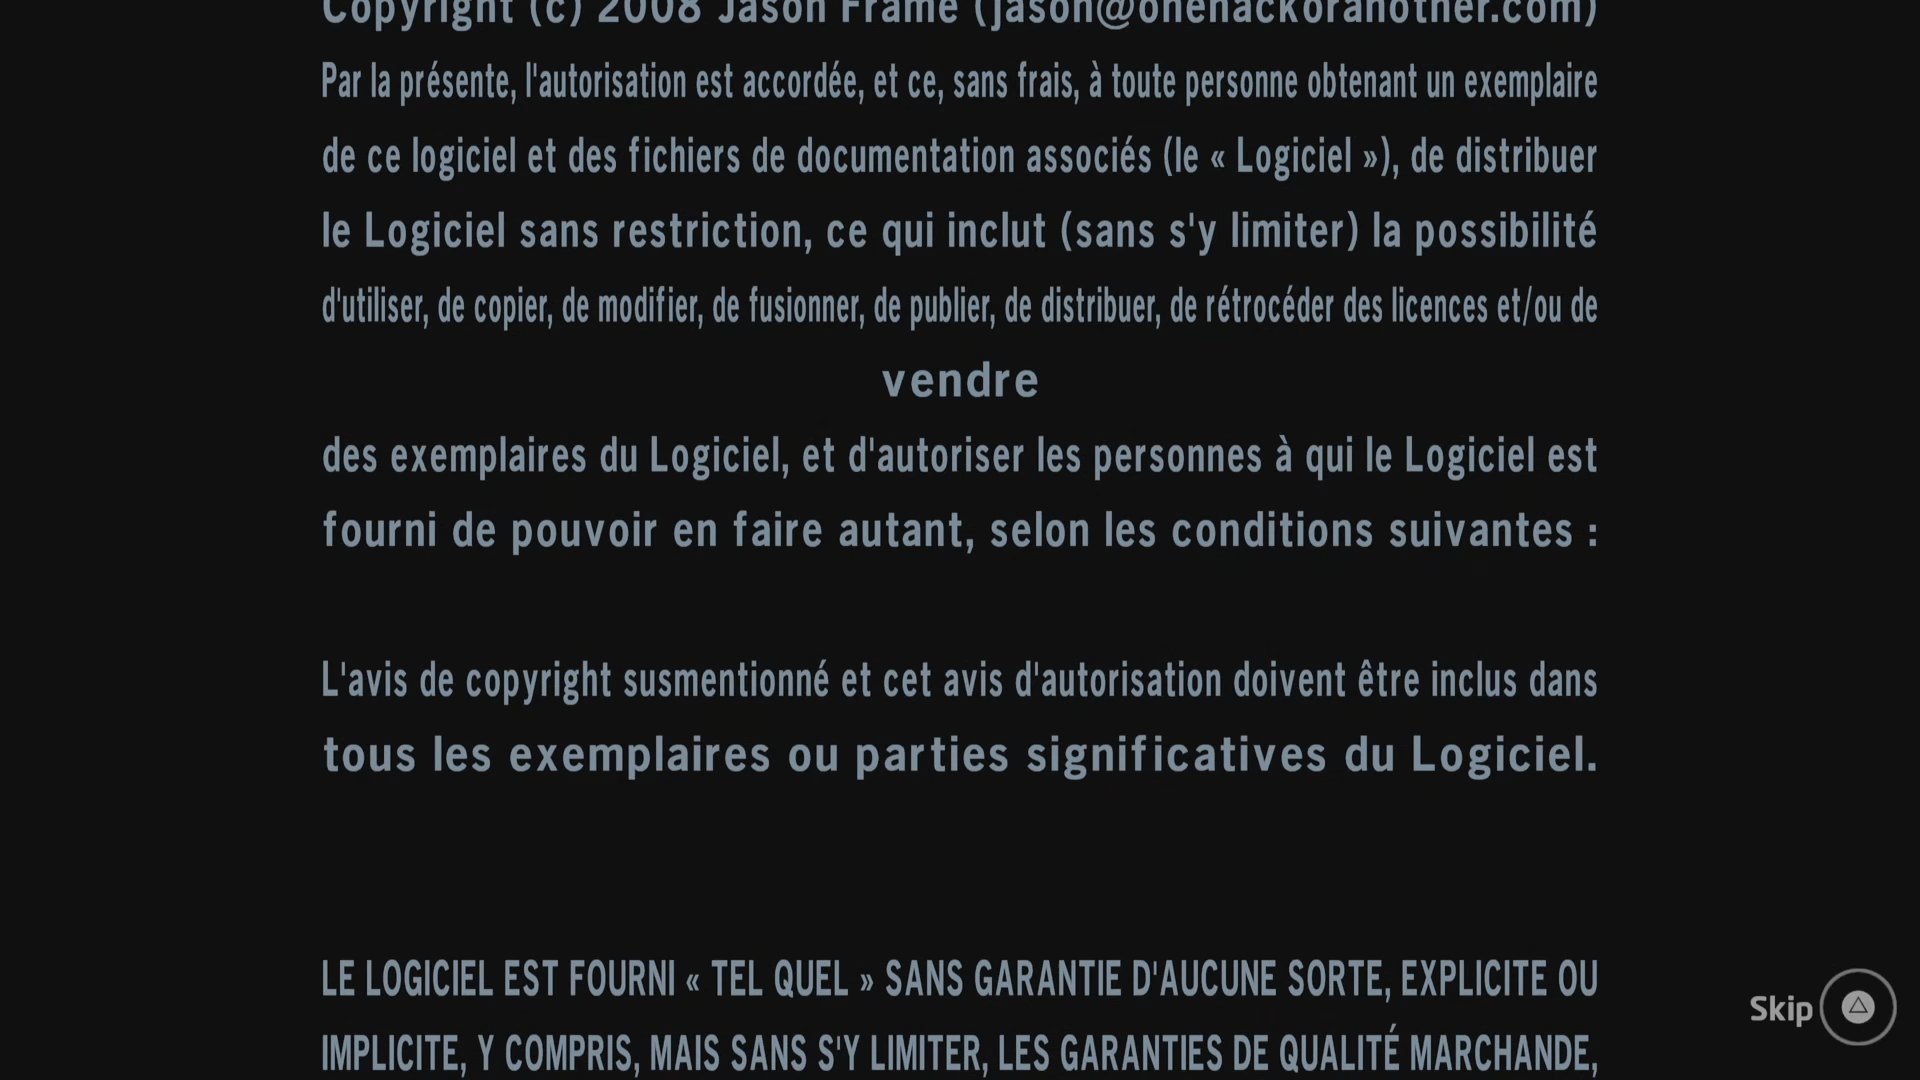 Copyright (c) 2008 Jason Frame (jason@onehackoranother.com)
Par la présente, l'autorisation est accordée, et ce, sans frais, à toute personne obtenant un exemplaire
de ce logiciel et des fichiers de documentation associés (le « Logiciel »), de distribuer
le Logiciel sans restriction, ce qui inclut (sans s'y limiter) la possibilité
d'utiliser, de copier, de modifier, de fusionner, de publier, de distribuer, de rétrocéder des licences et/ou de
vendre
des exemplaires du Logiciel, et d'autoriser les personnes à qui le Logiciel est
fourni de pouvoir en faire autant, selon les conditions suivantes :
L'avis de copyright susmentionné et cet avis d'autorisation doivent être inclus dans
tous les exemplaires ou parties significatives du Logiciel.
LE LOGICIEL EST FOURNI « TEL QUEL » SANS GARANTIE D'AUCUNE SORTE, EXPLICITE OU
IMPLICITE, Y COMPRIS, MAIS SANS S'Y LIMITER, LES GARANTIES DE QUALITÉ MARCHANDE,
Skip